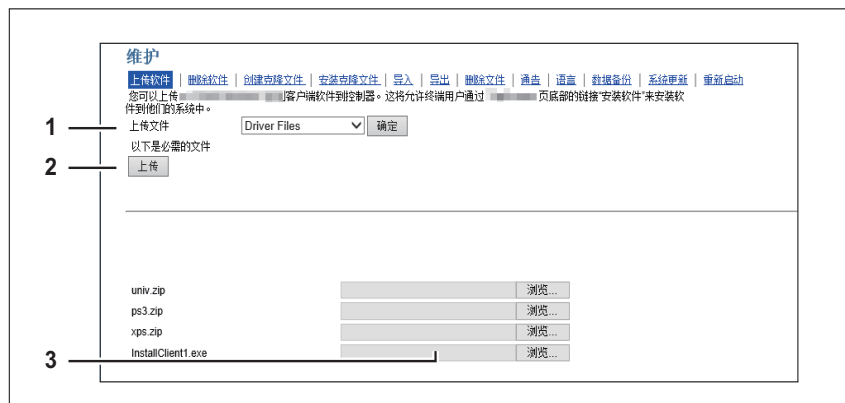 维护
上传软件 | 删除软件 | 创建克隆文件 | 安装克隆文件 | 导入 | 导出 | 删除文件 | 通告 | 语言 | 数据备份 | 系统更新 | 重新启动
您可以上传 客户端软件到控制器。这将允许终端用户通过 页底部的链接"安装软件"来安装软
件到他们的系统中。
1 上传文件 Driver Files 确定
以下是必需的文件
2 上传
univ.zip 浏览...
ps3.zip 浏览...
xps.zip 浏览...
3 InstallClient1.exe 浏览...